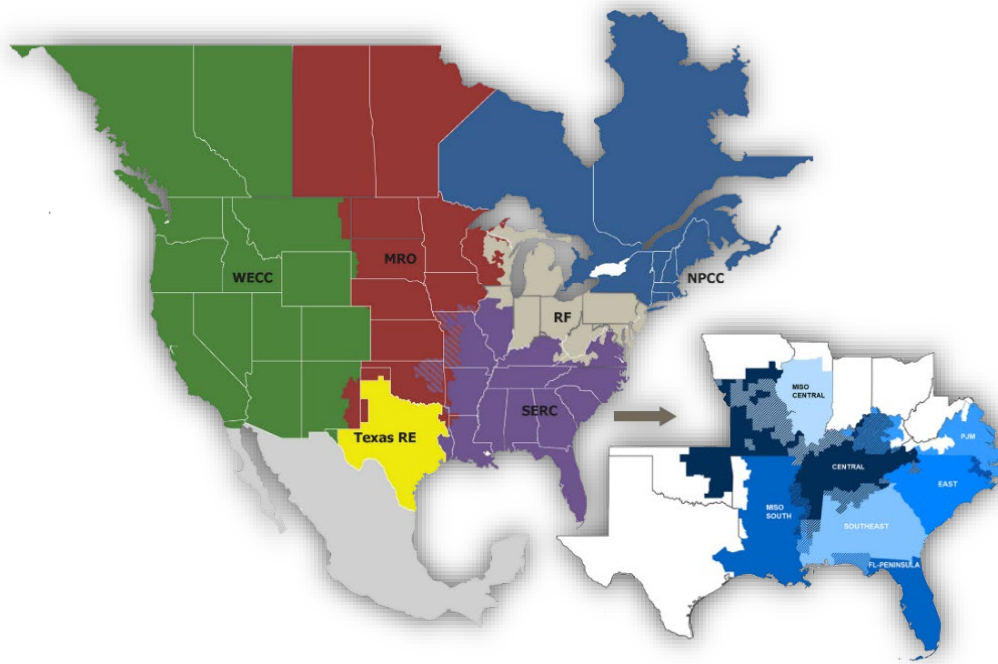 WECC
MRO
NPCC
RF
SERC
Texas RE
MISO
CENTRAL
PJM
CENTRAL
EAST
MISO
SOUTH
SOUTHEAST
FL-PENINSULA